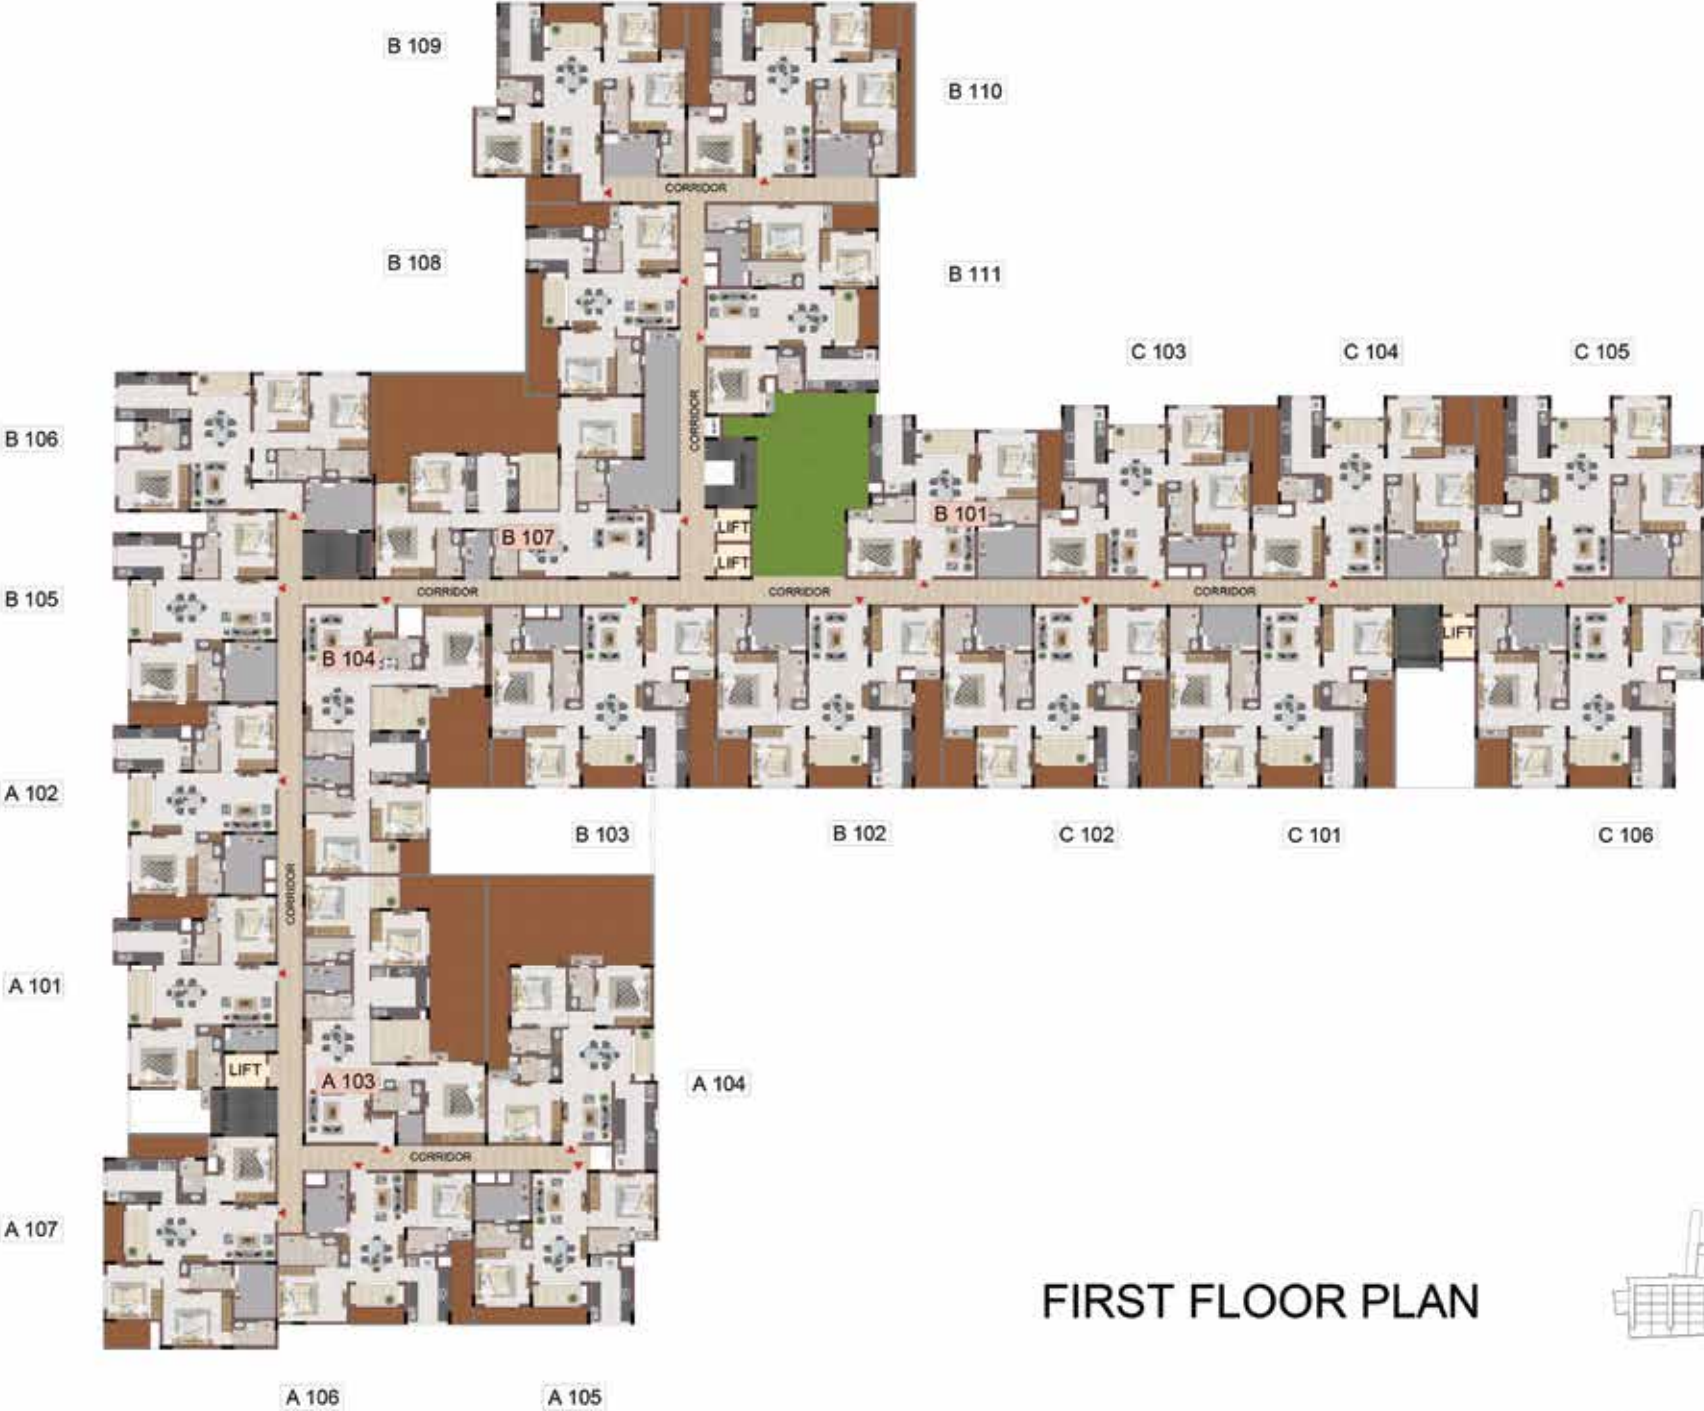 B 109
B 110
CORRIDOR
B 108
B 111
C 103
C 104
C 105
CORRIDOR
B 106
B 101
LIFT
B 107
LIFT
B 105
CORRIDOR
CORRIDOR
CORRIDOR
LIFT
B 104
A 102
B 103
B 102
C 102
C 101
C 106
CORRIDOR
A 101
LIFT
A 103
A 104
CORRIDOR
A 107
FIRST FLOOR PLAN
A 106
A 105